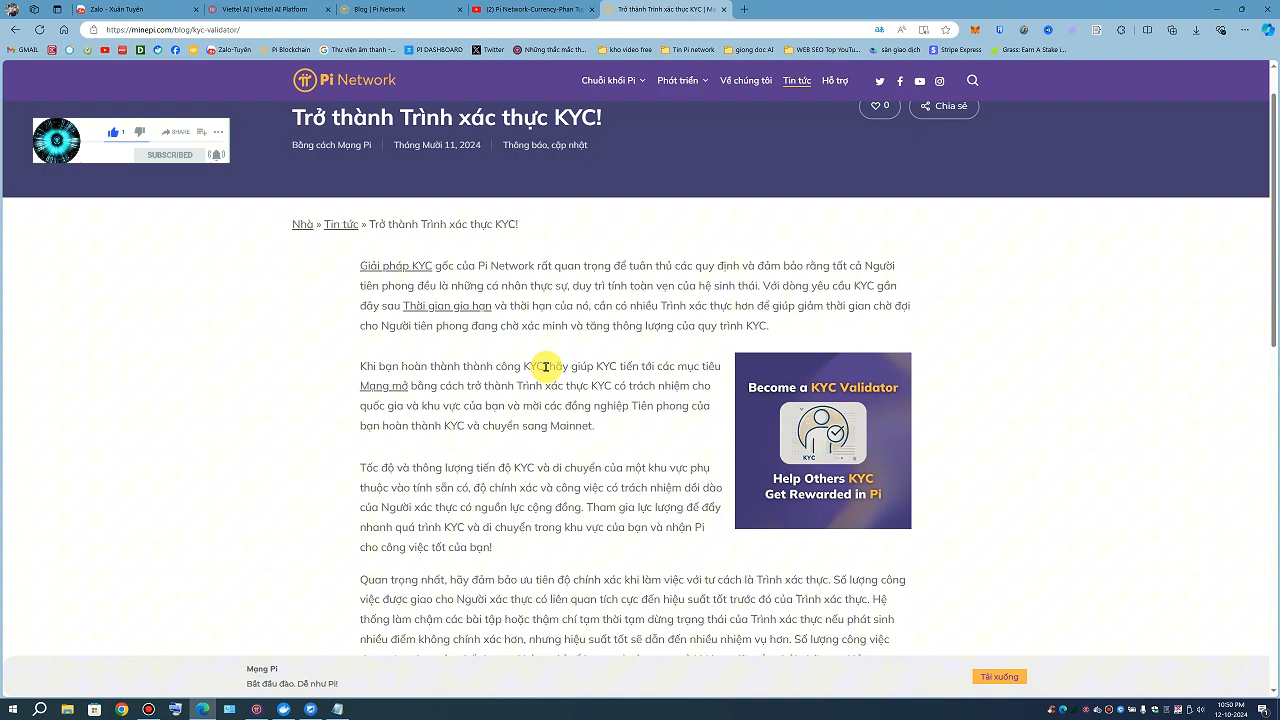 Zalo - Xuân Tuyến
Viettel AI | Viettel AI Platform
Blog | Pi Network
(2) Pi Network-Currency-Phan Tuy
Trở thành Trình xác thực KYC | Ma
https://minepi.com/blog/kyc-validator/
GMAIL
Zalo-Tuyến
Pi Blockchain
Thư viện âm thanh -...
PI DASHBOARD
Twitter
Những thắc mắc th...
kho video hoc
Tin Pi network
giong doc AI
WEB SEO YouTu...
sàn giao dịch
Stripe Express
Grass: Earn A Stake i...
Pi Network
Chuỗi khối Pi
Phát triển
Về chúng tôi
Tin tức
Hỗ trợ
Trở thành Trình xác thực KYC!
0
Chia sẻ
1
SHARE
SUBSCRIBED
Bằng cách Mạng Pi
Tháng Mười 11, 2024
Thông báo, cập nhật
Nhà » Tin tức » Trở thành Trình xác thực KYC!
Giải pháp KYC gốc của Pi Network rất quan trọng để tuân thủ các quy định và đảm bảo rằng tất cả Người
tiên phong đều là những cá nhân thực sự, duy trì tính toàn vẹn của hệ sinh thái. Với dòng yêu cầu KYC gần
đây sau Thời gian gia hạn và thời hạn của nó, cần có nhiều Trình xác thực hơn để giúp giảm thời gian chờ đợi
cho Người tiên phong đang chờ xác minh và tăng thông lượng của quy trình KYC.
Khi bạn hoàn thành thành công KYC, hãy giúp KYC tiến tới các mục tiêu
Mạng mở bằng cách trở thành Trình xác thực KYC có trách nhiệm cho
quốc gia và khu vực của bạn và mời các đồng nghiệp Tiên phong của
bạn hoàn thành KYC và chuyển sang Mainnet.
Become a KYC Validator
KYC
Help Others KYC
Get Rewarded in Pi
Tốc độ và thông lượng tiến độ KYC và di chuyển của một khu vực phụ
thuộc vào tính sẵn có, độ chính xác và công việc có trách nhiệm dồi dào
của Người xác thực có nguồn lực cộng đồng. Tham gia lực lượng để đẩy
nhanh quá trình KYC và di chuyển trong khu vực của bạn và nhận Pi
cho công việc tốt của bạn!
Quan trọng nhất, hãy đảm bảo ưu tiên độ chính xác khi làm việc với tư cách là Trình xác thực. Số lượng công
việc được giao cho Người xác thực có liên quan tích cực đến hiệu suất tốt trước đó của Trình xác thực. Hệ
thống làm chậm các bài tập hoặc thậm chí tạm thời tạm dừng trạng thái của Trình xác thực nếu phát sinh
nhiều điểm không chính xác hơn, nhưng hiệu suất tốt sẽ dẫn đến nhiều nhiệm vụ hơn. Số lượng công việc
Mạng Pi
Bắt đầu đào. Dễ như Pi!
Tải xuống
10:50 PM
12-10-2024